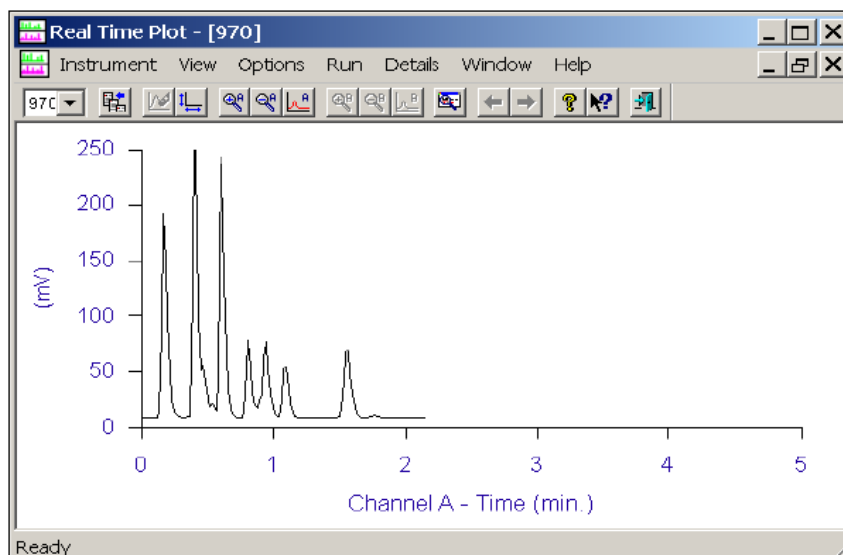 Real Time Plot - [970]
Instrument View Options Run Details Window Help
970
250
200
150
100
50
0
(mV)
0 1 2 3 4 5
Channel A - Time (min.)
Ready